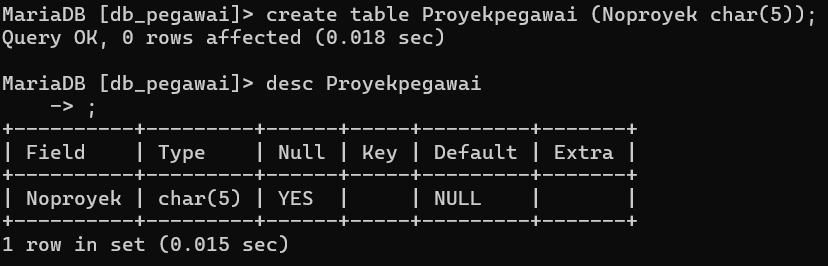 MariaDB [db_pegawai]> create table Proyekpegawai (Noproyek char(5));
Query OK, 0 rows affected (0.018 sec)
MariaDB [db_pegawai]> desc Proyekpegawai
    -> ;
+----------+---------+------+-----+---------+-------+
| Field    | Type    | Null | Key | Default | Extra |
+----------+---------+------+-----+---------+-------+
| Noproyek | char(5) | YES  |     | NULL    |       |
+----------+---------+------+-----+---------+-------+
1 row in set (0.015 sec)